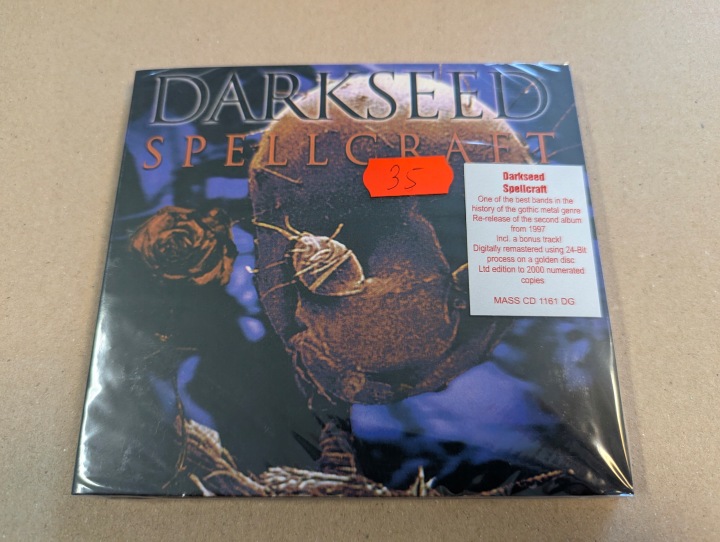 DARKSEED
SPELLCRAFT
35
Darkseed
Spellcraft
One of the best bands in the
history of the gothic metal genre
Re-release of the second album
from 1997
Incl. a bonus track!
Digitally remastered using 24-Bit
process on a golden disc
Ltd edition to 2000 numerated
copies
MASS CD 1161 DG